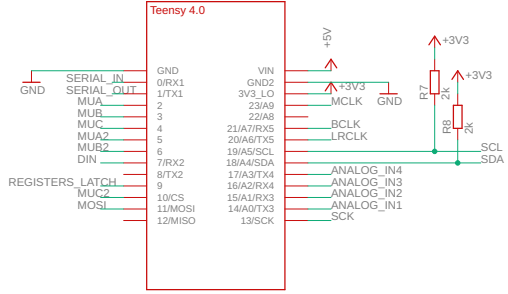 Teensy 4.0
+5V
+3V3
+3V3
GND VIN
SERIAL_IN 0/RX1 GND2 +3V3
GND SERIAL_OUT 1/TX1 3V3_LO GND
MUA 2 23/A9 MCLK
MUB 3 22/A8
MUC 4 21/A7/RX5 BCLK
MUA2 5 20/A6/TX5 LRCLK
MUB2 6 19/A5/SCL SCL
DIN 7/RX2 18/A4/SDA SDA
8/TX2 17/A3/TX4 ANALOG_IN4
REGISTERS_LATCH 9 16/A2/RX4 ANALOG_IN3
MUC2 10/CS 15/A1/RX3 ANALOG_IN2
MOSI 11/MOSI 14/A0/TX3 ANALOG_IN1
12/MISO 13/SCK SCK
R7
2k
R8
2k